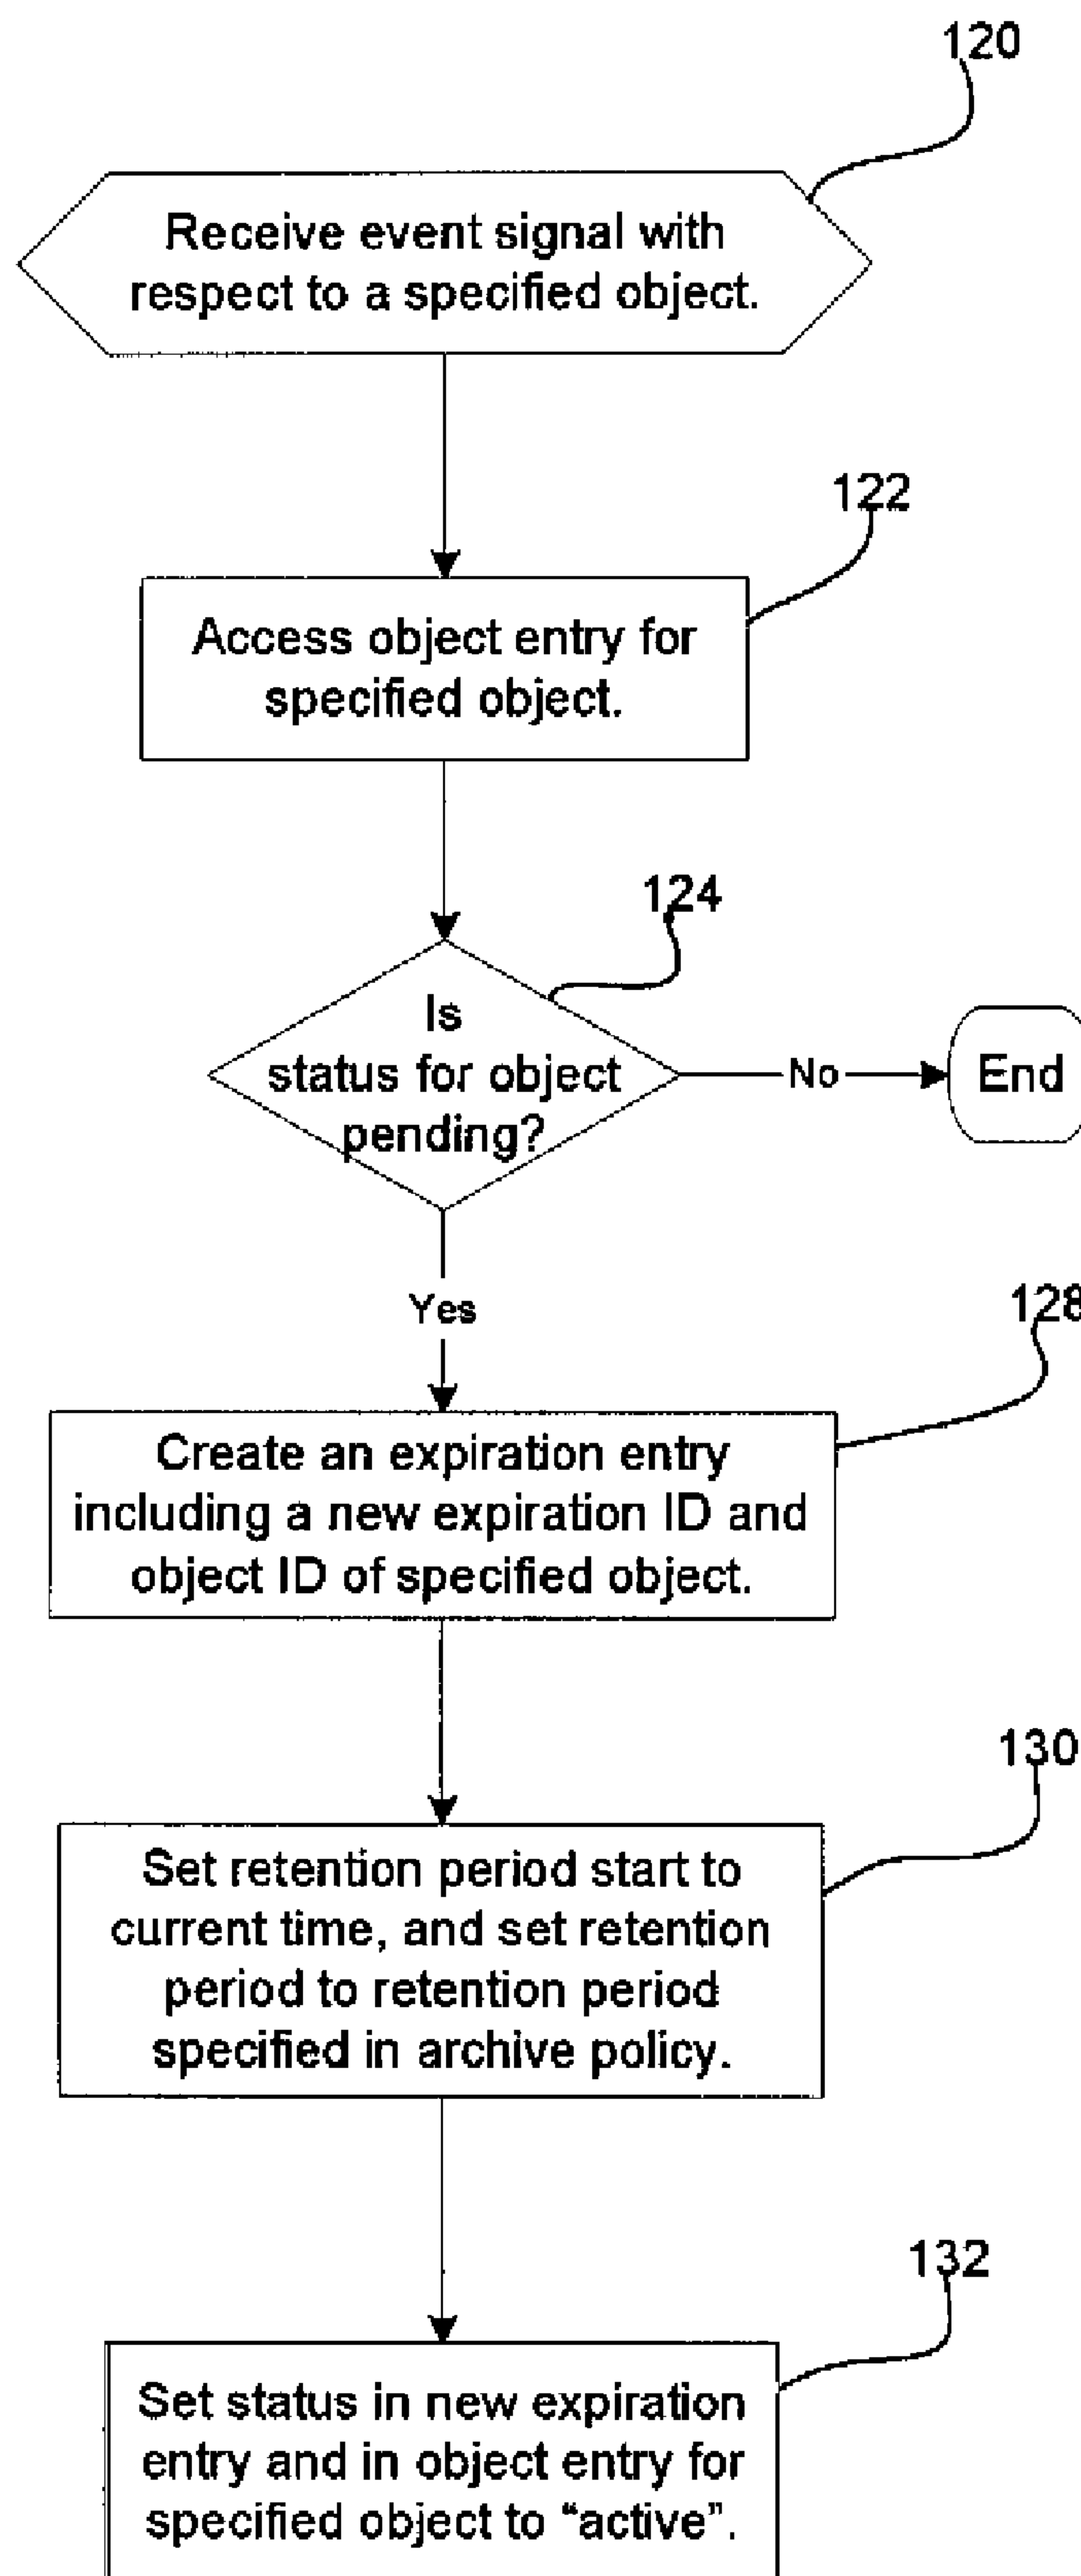 120
Receive event signal with
respect to a specified object.
122
Access object entry for
specified object.
124
Is
status for object
pending?
No
End
Yes
128
Create an expiration entry
including a new expiration ID and
object ID of specified object.
130
Set retention period start to
current time, and set retention
period to retention period
specified in archive policy.
132
Set status in new expiration
entry and in object entry for
specified object to “active”.